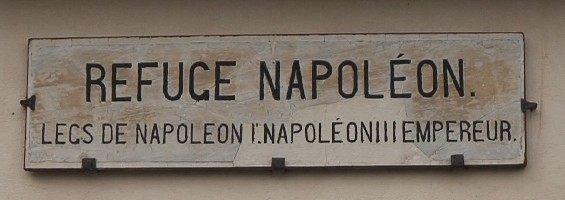 REFUGE NAPOLÉON.
LEGS DE NAPOLEON I'. NAPOLÉON III EMPEREUR.